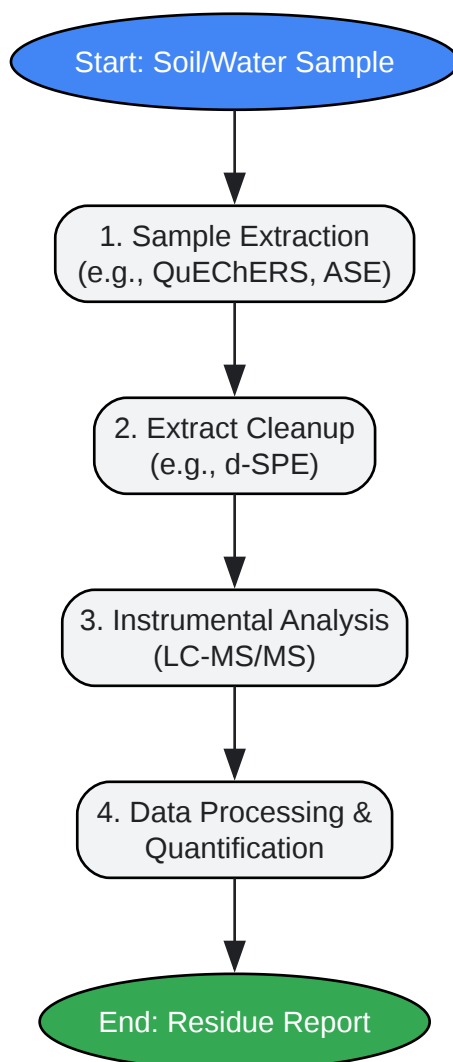 Start: Soil/Water Sample
1. Sample Extraction
(e.g., QuEChERS, ASE)
2. Extract Cleanup
(e.g., d-SPE)
3. Instrumental Analysis
(LC-MS/MS)
4. Data Processing &
Quantification
End: Residue Report